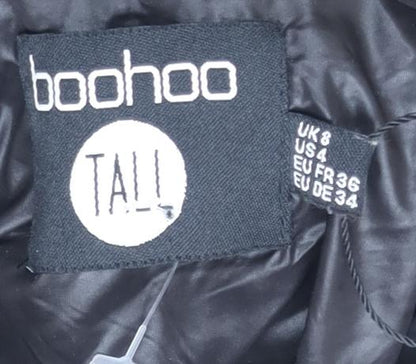 boohoo
TALL
UK 8
US 4
EU FR 36
EU DE 34